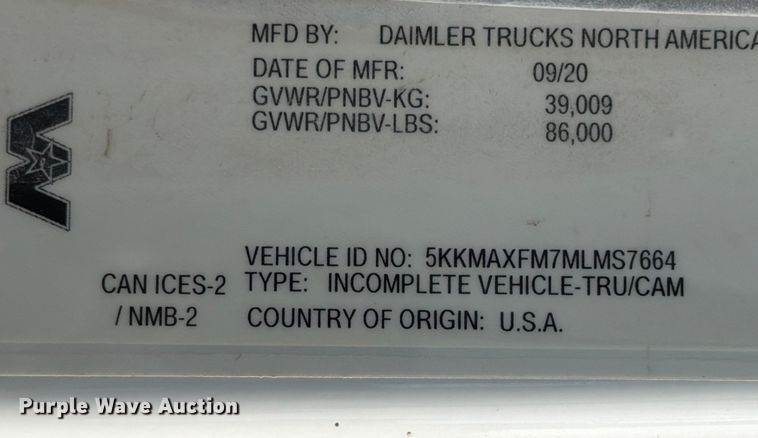 MFD BY: DAIMLER TRUCKS NORTH AMERICA
DATE OF MFR: 09/20
GVWR/PNBV-KG: 39,009
GVWR/PNBV-LBS: 86,000
VEHICLE ID NO: 5KKMAXFM7MLMS7664
CAN ICES-2 TYPE: INCOMPLETE VEHICLE-TRU/CAM
/ NMB-2 COUNTRY OF ORIGIN: U.S.A.
Purple Wave Auction